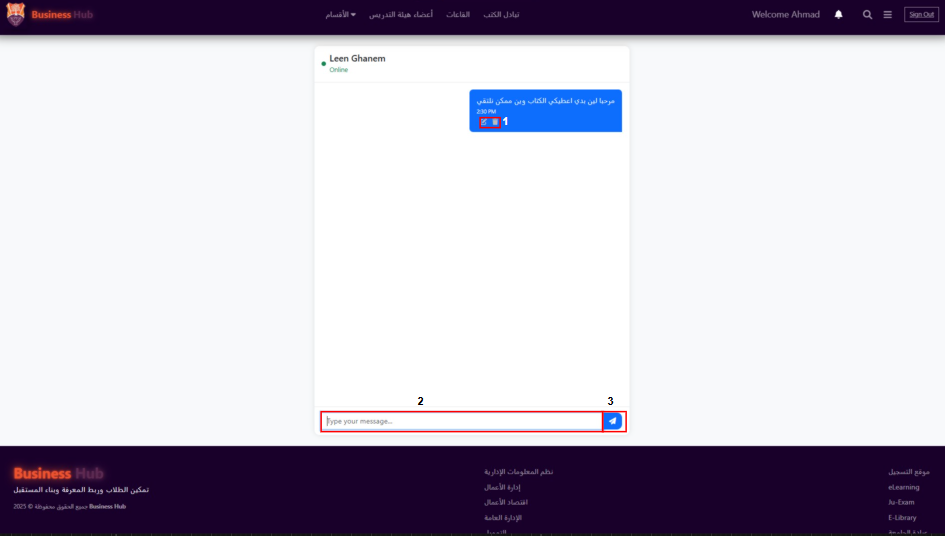 Business Hub
تبادل الكتب
القاعات
أعضاء هيئة التدريس
الأقسام
Welcome Ahmad
Sign Out
Leen Ghanem
Online
مرحبا لين بدي اعطيكي الكتاب وين ممكن نلتقي
2:30 PM
1
2
3
Type your message...
Business Hub
تمكين الطلاب وربط المعرفة وبناء المستقبل
جميع الحقوق محفوظة © 2025 Business Hub
نظم المعلومات الإدارية
إدارة الأعمال
اقتصاد الأعمال
الإدارة العامة
التمويل
موقع التسجيل
eLearning
Ju-Exam
E-Library